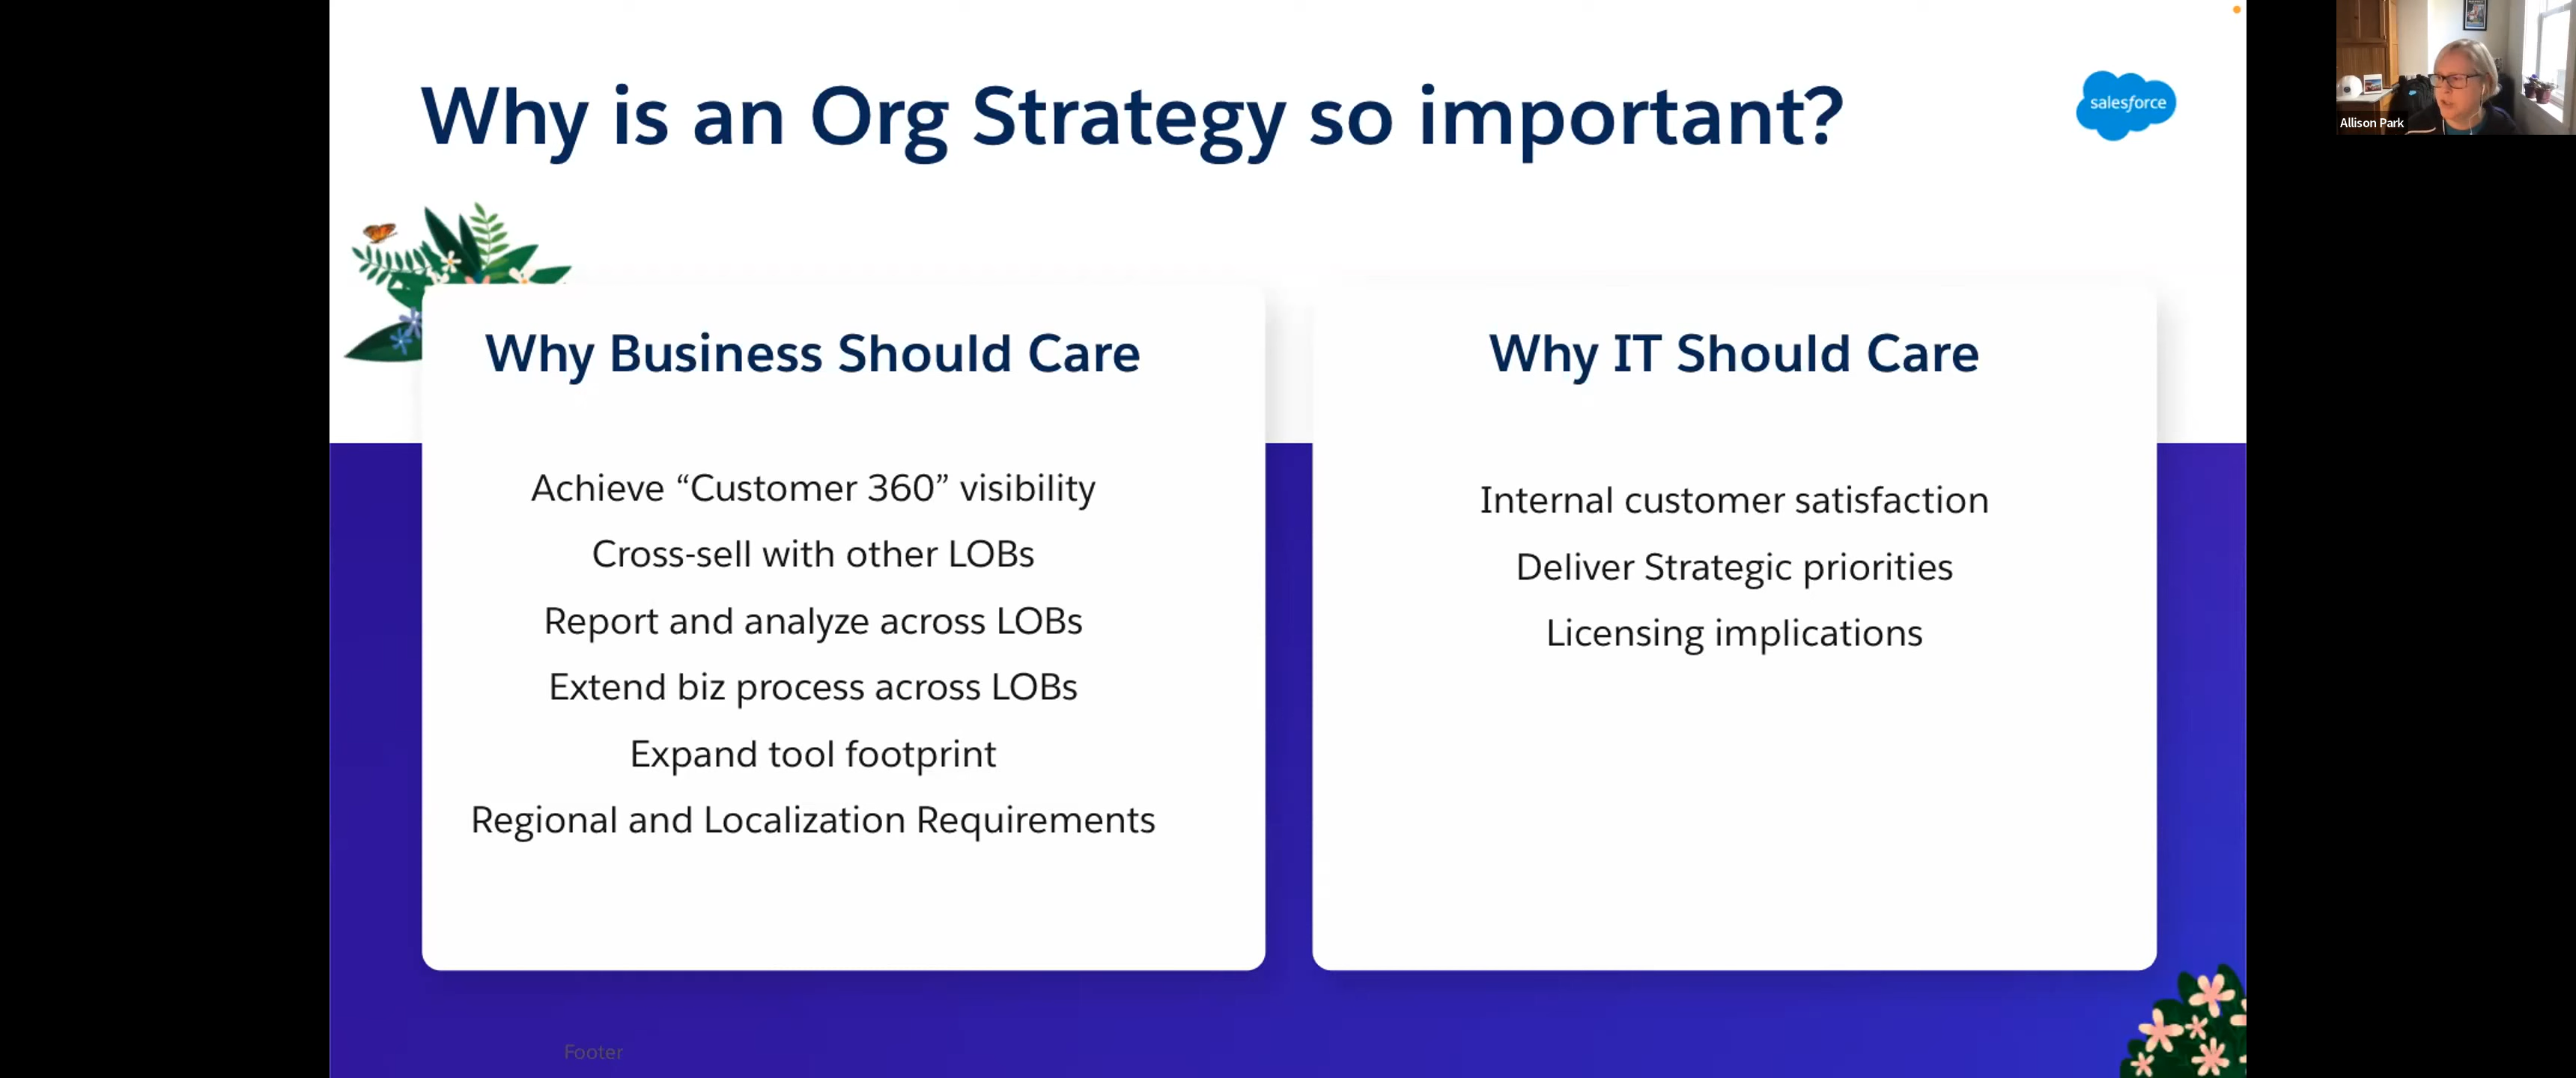 Why is an Org Strategy so important?
salesforce
Allison Park
Why Business Should Care
Achieve “Customer 360” visibility
Cross-sell with other LOBs
Report and analyze across LOBs
Extend biz process across LOBs
Expand tool footprint
Regional and Localization Requirements
Why IT Should Care
Internal customer satisfaction
Deliver Strategic priorities
Licensing implications
Footer